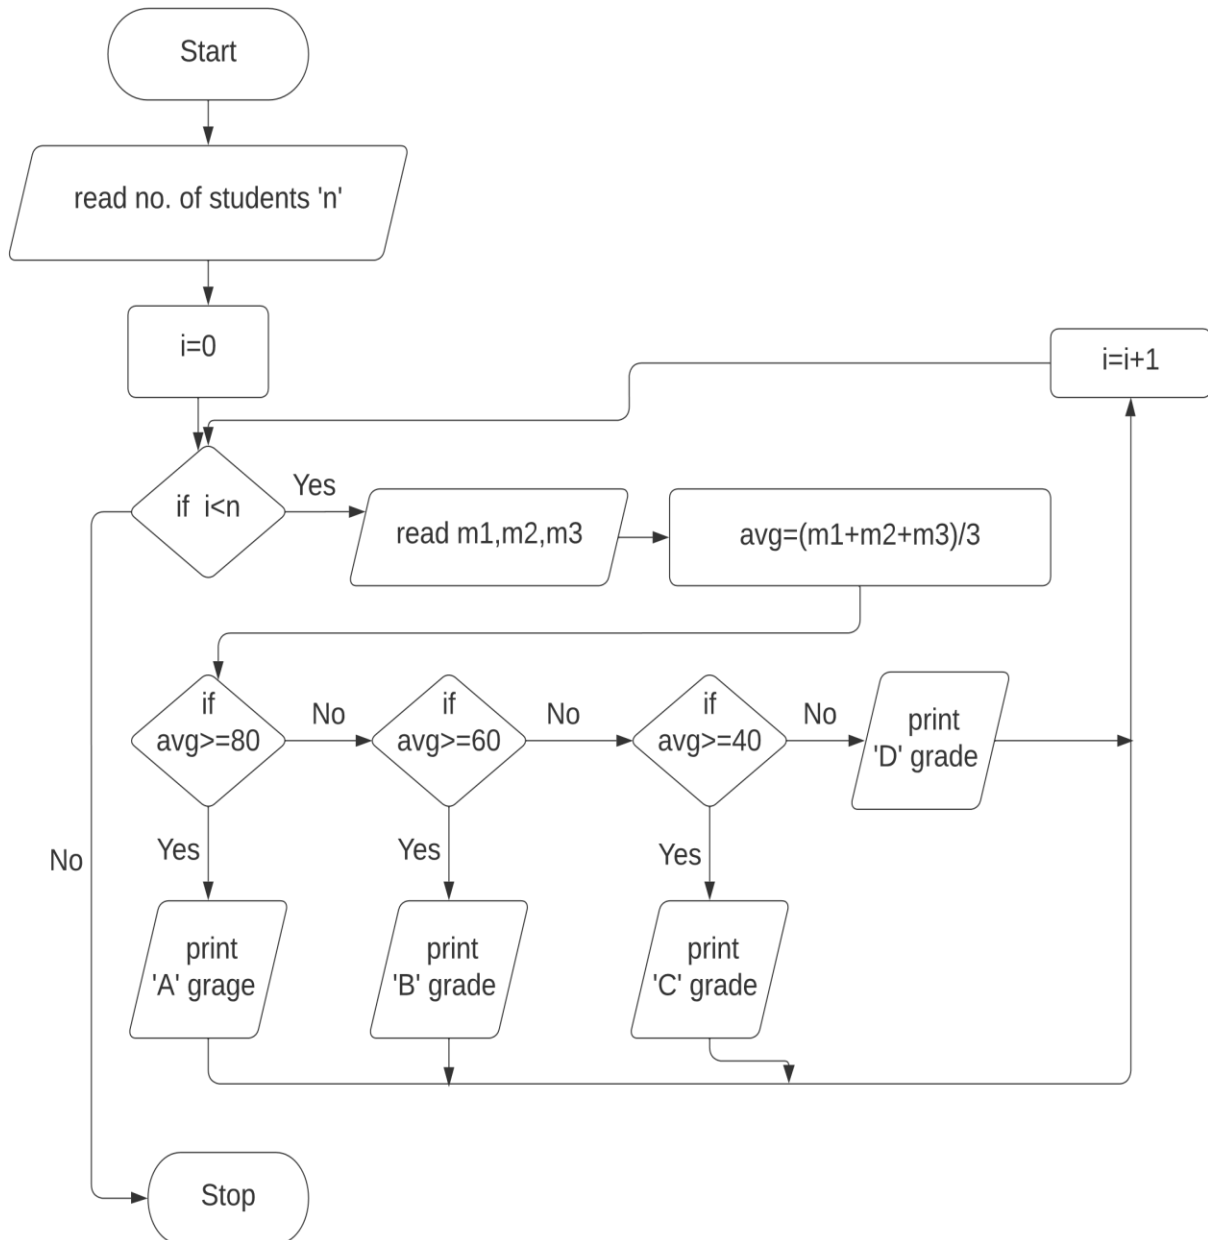 Start
read no. of students 'n'
i=0
i=i+1
if  i<n
Yes
read m1,m2,m3
avg=(m1+m2+m3)/3
if
avg>=80
No
if
avg>=60
No
if
avg>=40
No
print
'D' grade
No
Yes
Yes
Yes
print
'A' grage
print
'B' grade
print
'C' grade
Stop